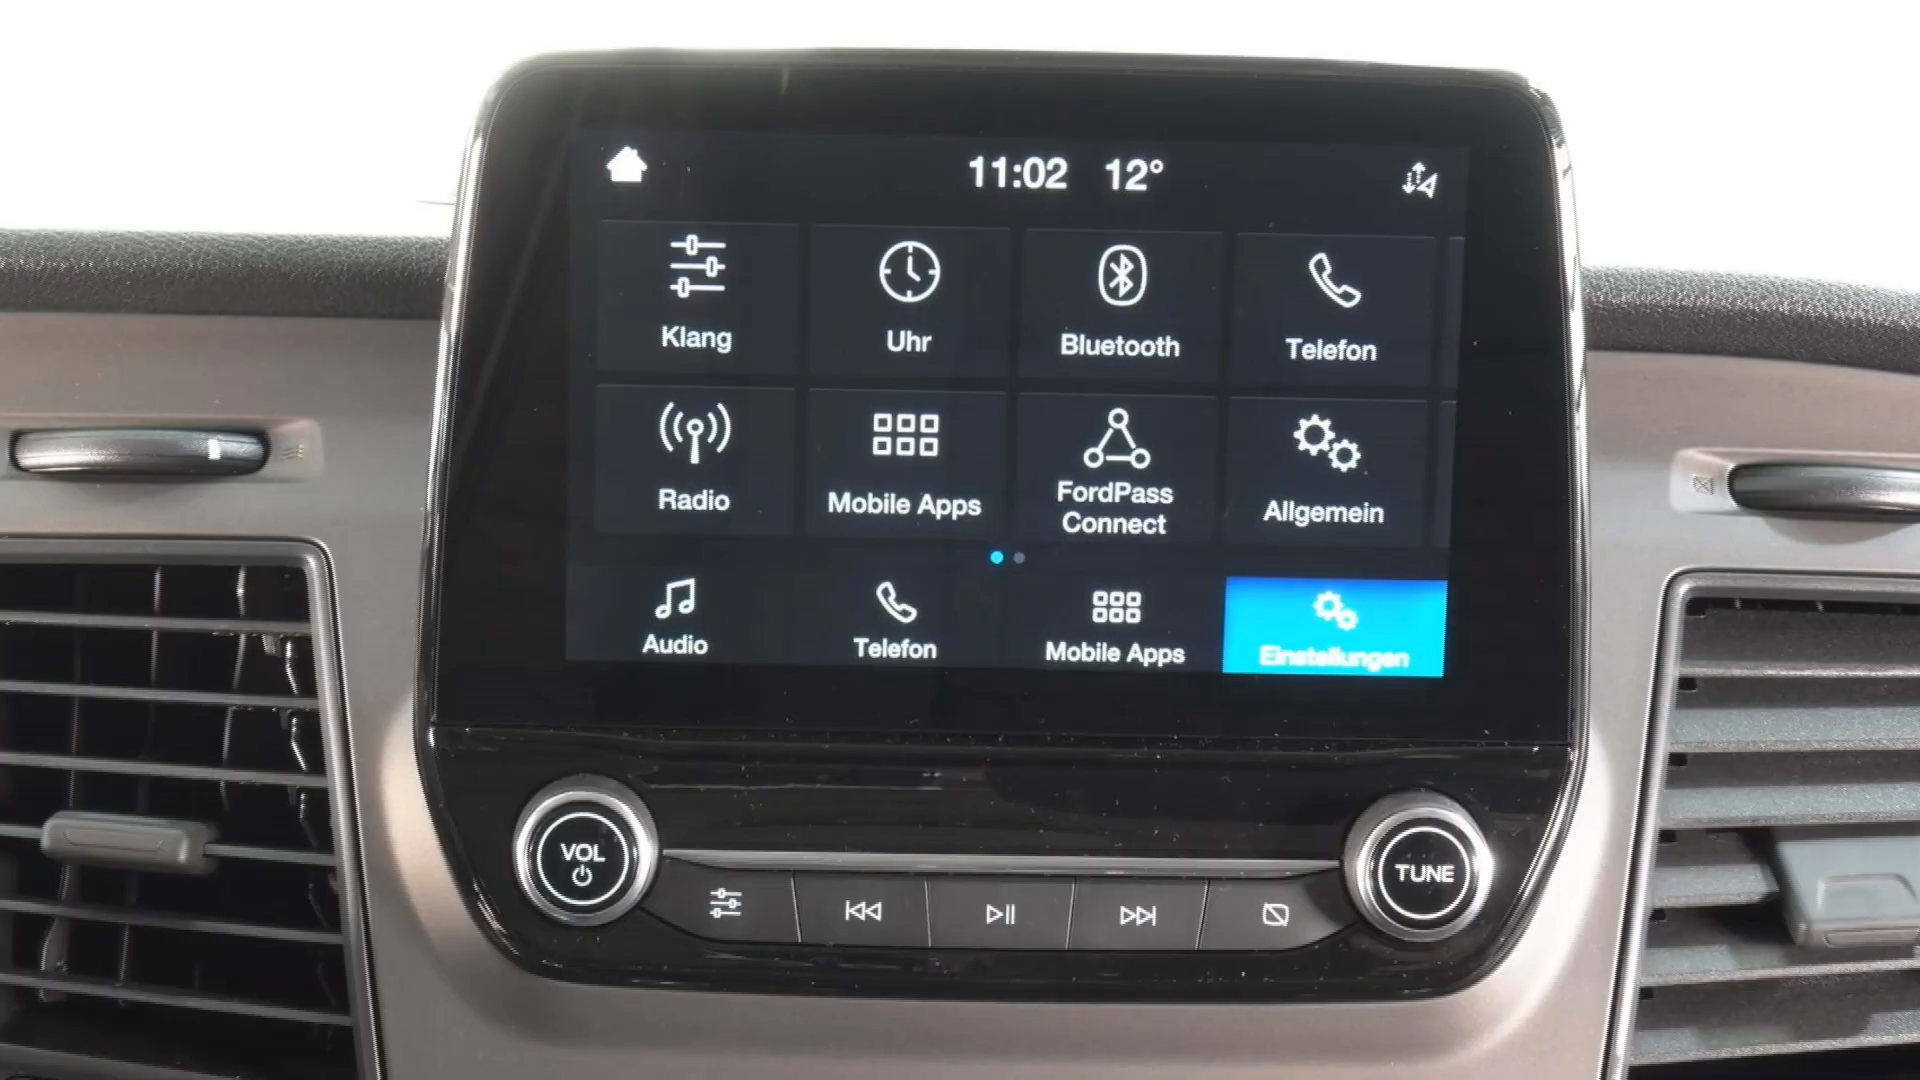 11:02 12°
Klang
Uhr
Bluetooth
Telefon
Radio
Mobile Apps
FordPass
Connect
Allgemein
Audio
Telefon
Mobile Apps
Einstellungen
VOL
TUNE